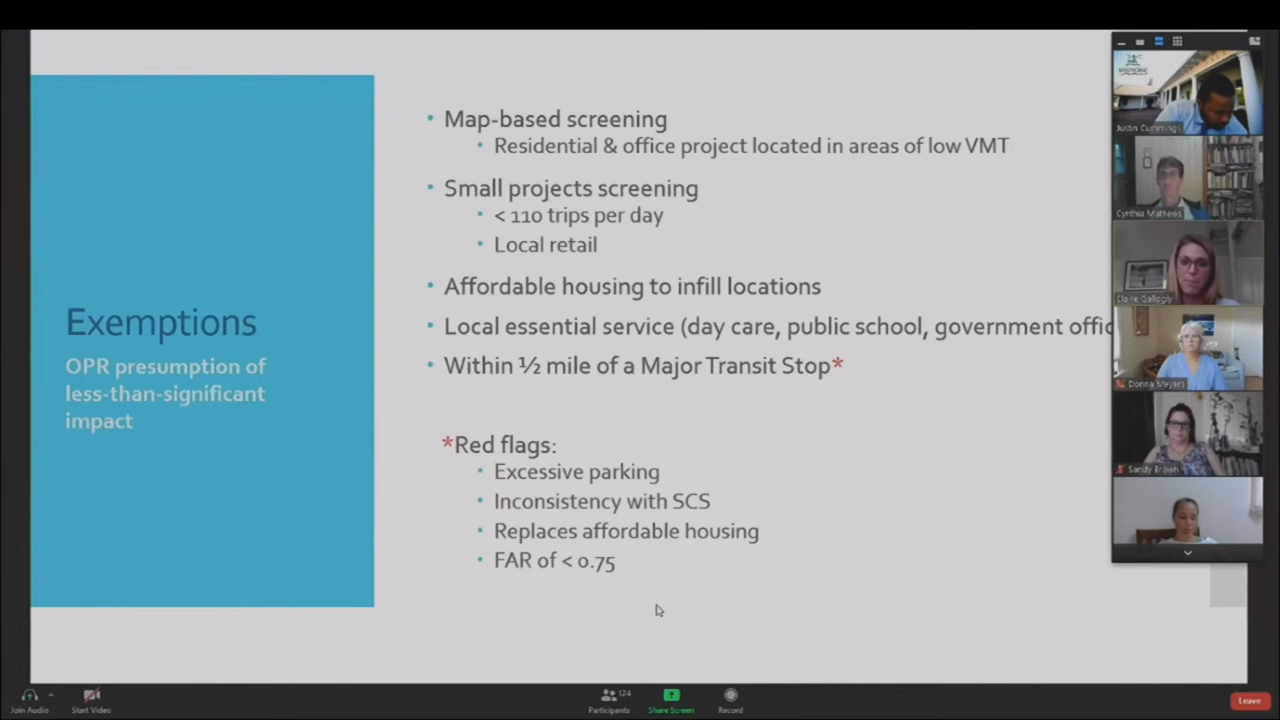 Exemptions
OPR presumption of
less-than-significant
impact
Map-based screening
Residential & office project located in areas of low VMT
Small projects screening
< 110 trips per day
Local retail
Affordable housing to infill locations
Local essential service (day care, public school, government offic
Within ½ mile of a Major Transit Stop*
*Red flags:
Excessive parking
Inconsistency with SCS
Replaces affordable housing
FAR of < 0.75
Justin Cummings
Cynthia Mathews
Claire Gallogly
Donna Meyers
Sandy Brown
Join Audio
Start Video
124
Participants
Share Screen
Record
Leave